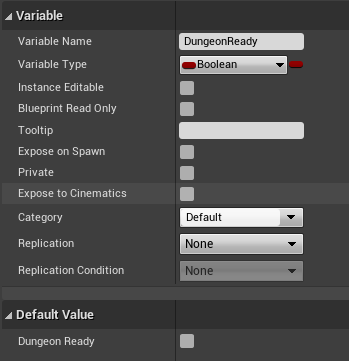 Variable
Variable Name DungeonReady
Variable Type Boolean
Instance Editable
Blueprint Read Only
Tooltip
Expose on Spawn
Private
Expose to Cinematics
Category Default
Replication None
Replication Condition None
Default Value
Dungeon Ready